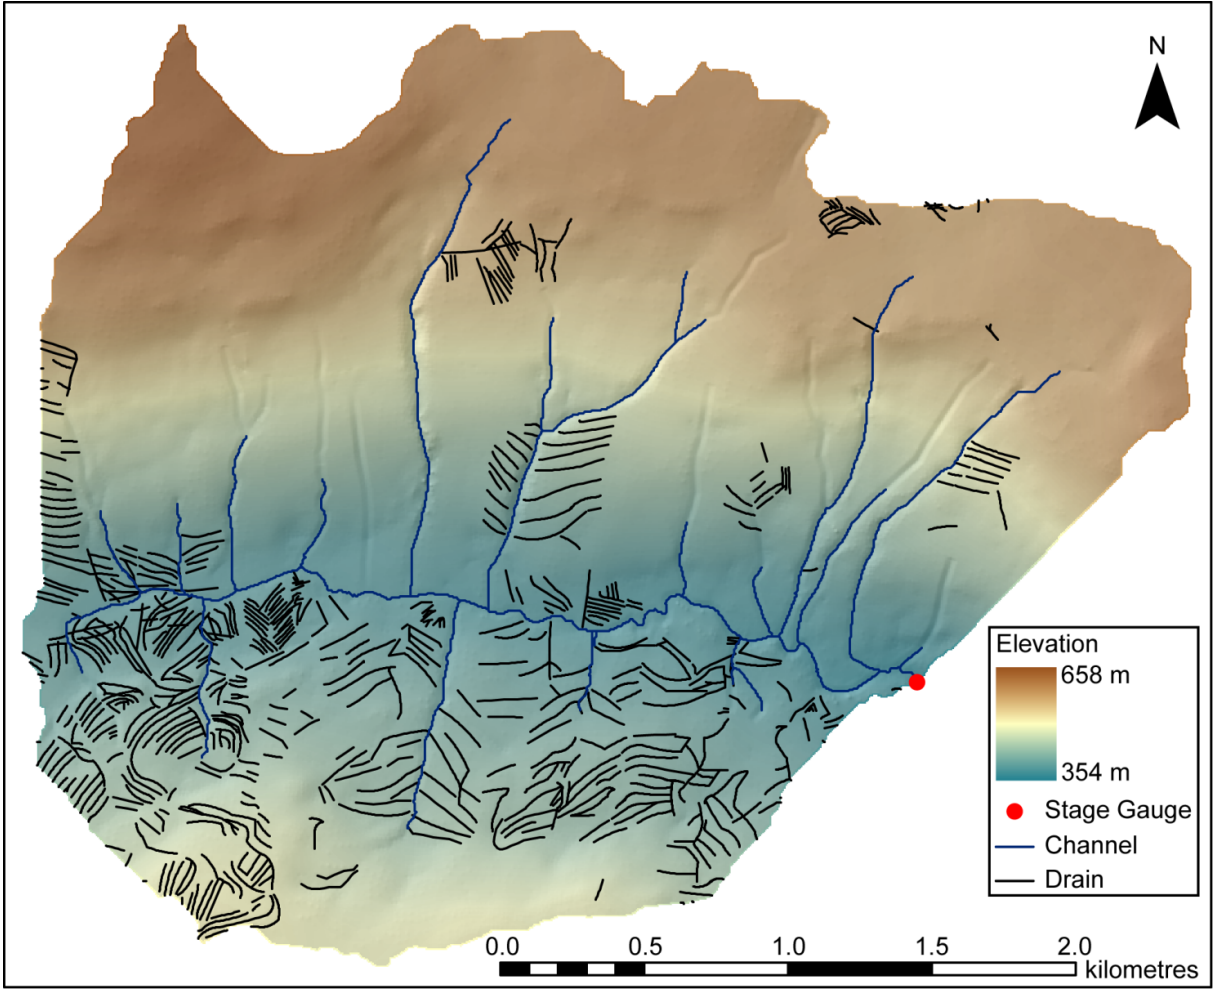 N
Elevation
658 m
354 m
Stage Gauge
Channel
Drain
0.0 0.5 1.0 1.5 2.0
kilometres